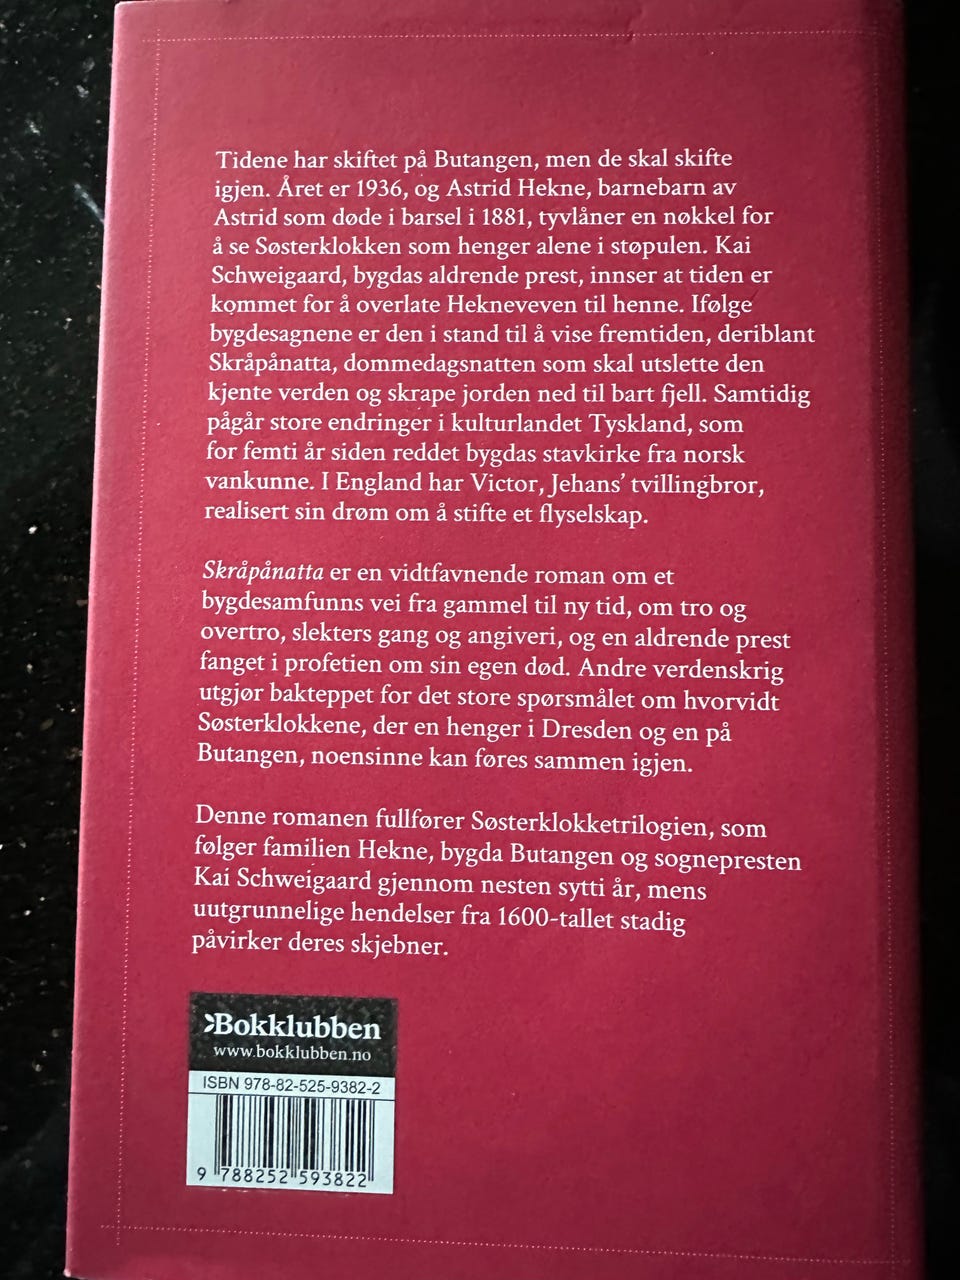 Tidene har skiftet på Butangen, men de skal skifte
igjen. Året er 1936, og Astrid Hekne, barnebarn av
Astrid som døde i barsel i 1881, tyvlåner en nøkkel for
å se Søsterklokken som henger alene i støpulen. Kai
Schweigaard, bygdas aldrende prest, innser at tiden er
kommet for å overlate Hekneveven til henne. Ifølge
bygdesagnene er den i stand til å vise fremtiden, deriblant
Skråpånatta, dommedagsnatten som skal utslette den
kjente verden og skrape jorden ned til bart fjell. Samtidig
pågår store endringer i kulturlandet Tyskland, som
for femti år siden reddet bygdas stavkirke fra norsk
vankunne. I England har Victor, Jehans’ tvillingbror,
realisert sin drøm om å stifte et flyselskap.
Skråpånatta er en vidtfavnende roman om et
bygdesamfunns vei fra gammel til ny tid, om tro og
overtro, slekters gang og angiveri, og en aldrende prest
fanget i profetien om sin egen død. Andre verdenskrig
utgjør bakteppet for det store spørsmålet om hvorvidt
Søsterklokkene, der en henger i Dresden og en på
Butangen, noensinne kan føres sammen igjen.
Denne romanen fullfører Søsterklokketrilogien, som
følger familien Hekne, bygda Butangen og sognepresten
Kai Schweigaard gjennom nesten sytti år, mens
uutgrunnelige hendelser fra 1600-tallet stadig
påvirker deres skjebner.
Bokklubben
www.bokklubben.no
ISBN 978-82-525-9382-2
9 788252 593822